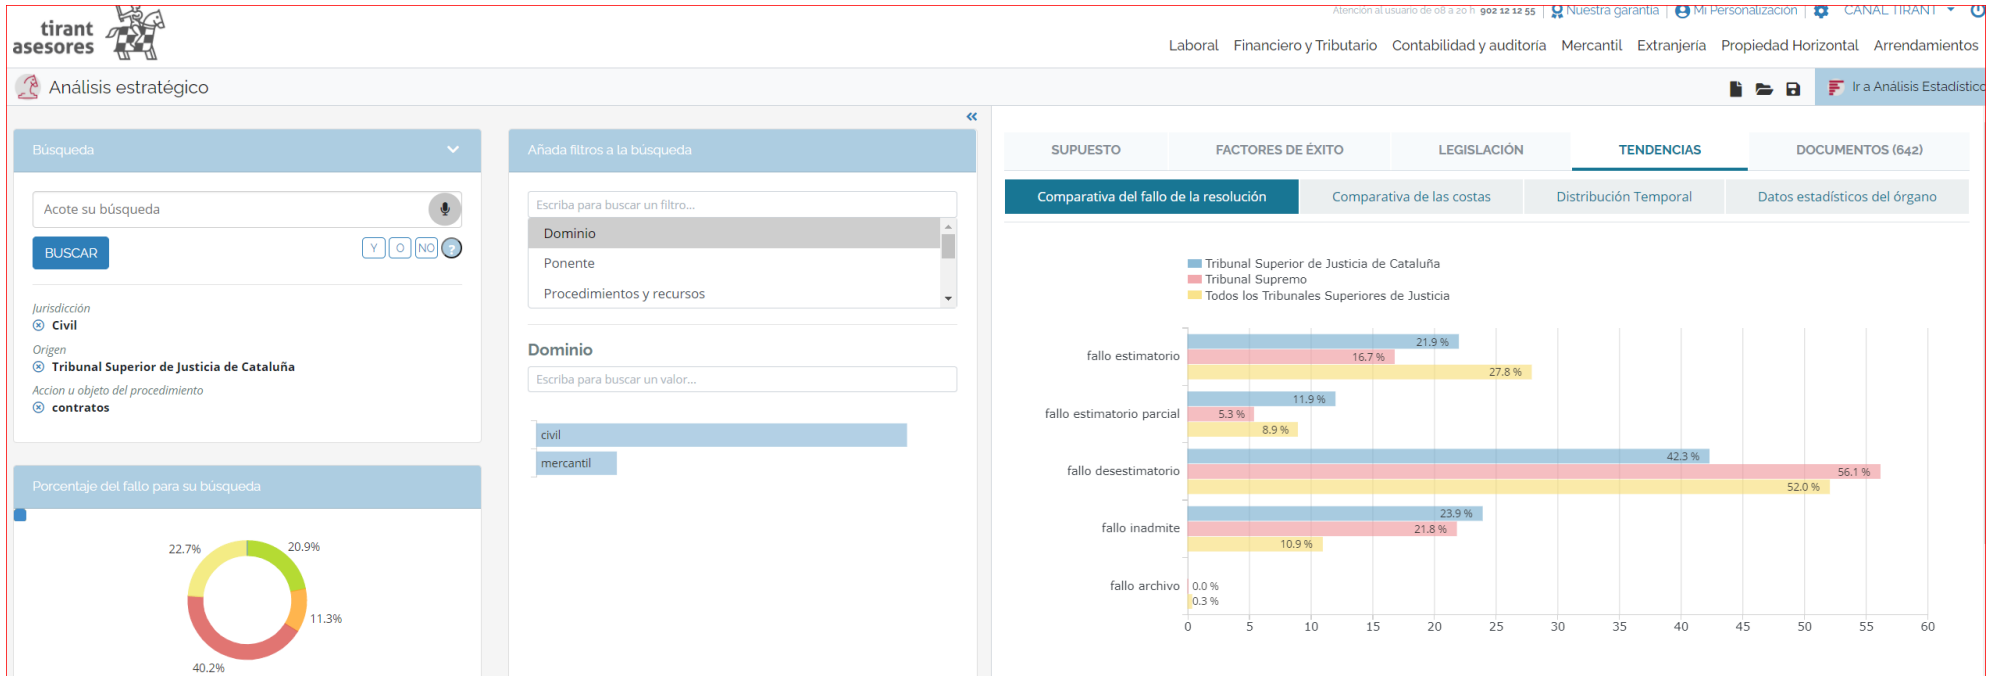 tirant
asesores
Atención al usuario de 08 a 20 h 902 12 12 55 Nuestra garantía Mi Personalización CANAL TIRANT
Laboral Financiero y Tributario Contabilidad y auditoría Mercantil Extranjería Propiedad Horizontal Arrendamientos
Análisis estratégico
Ir a Análisis Estadístico
Búsqueda
Acote su búsqueda
BUSCAR
Y O NO ?
Jurisdicción
Civil
Origen
Tribunal Superior de Justicia de Cataluña
Accion u objeto del procedimiento
contratos
Porcentaje del fallo para su búsqueda
22.7% 20.9%
11.3%
40.2%
Añada filtros a la búsqueda
Escriba para buscar un filtro...
Dominio
Ponente
Procedimientos y recursos
Dominio
Escriba para buscar un valor...
civil
mercantil
SUPUESTO FACTORES DE ÉXITO LEGISLACIÓN TENDENCIAS DOCUMENTOS (642)
Comparativa del fallo de la resolución Comparativa de las costas Distribución Temporal Datos estadísticos del órgano
Tribunal Superior de Justicia de Cataluña
Tribunal Supremo
Todos los Tribunales Superiores de Justicia
fallo estimatorio 21.9 %
16.7 %
27.8 %
fallo estimatorio parcial 11.9 %
5.3 %
8.9 %
fallo desestimatorio 42.3 %
56.1 %
52.0 %
fallo inadmite 23.9 %
21.8 %
10.9 %
fallo archivo 0.0 %
0.3 %
0 5 10 15 20 25 30 35 40 45 50 55 60